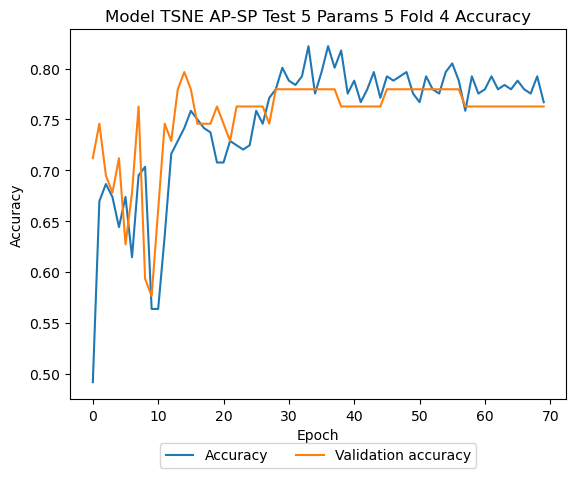 Model TSNE AP-SP Test 5 Params 5 Fold 4 Accuracy
Accuracy
0.80
0.75
0.70
0.65
0.60
0.55
0.50
0 10 20 30 40 50 60 70
Epoch
Accuracy Validation accuracy